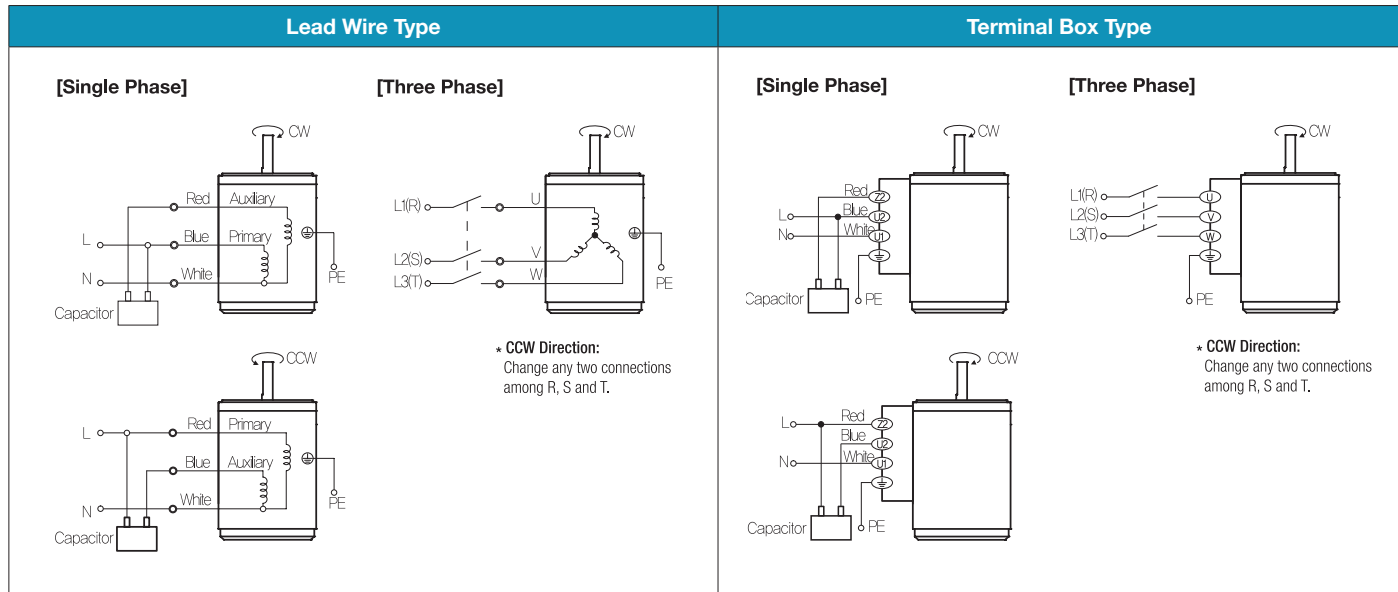 Lead Wire Type
[Single Phase]
[Three Phase]
CW
Red Auxiliary
L
Blue Primary
N
White
PE
Capacitor
CW
L1(R)
U
L2(S)
V
L3(T)
W
PE
* CCW Direction:
Change any two connections
among R, S and T.
CCW
L
Red Primary
Blue Auxiliary
N
White
PE
Capacitor
Terminal Box Type
[Single Phase]
[Three Phase]
CW
Red Z2
L
Blue U2
N
White U1
Capacitor
PE
CW
L1(R)
U
L2(S)
V
L3(T)
W
PE
* CCW Direction:
Change any two connections
among R, S and T.
CCW
L
Red Z2
Blue U2
N
White U1
Capacitor
PE